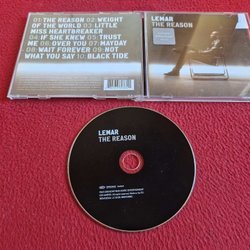 01 THE REASON 02 WEIGHT
OF THE WORLD 03 LITTLE
MISS HEARTBREAKER
04 IF SHE KNEW 05 TRUST
ME 06 OVER YOU 07 MAYDAY
08 WAIT FOREVER 09 NOT
WHAT YOU SAY 10 BLACK TIDE
LEMAR
THE REASON
LEMAR
THE REASON